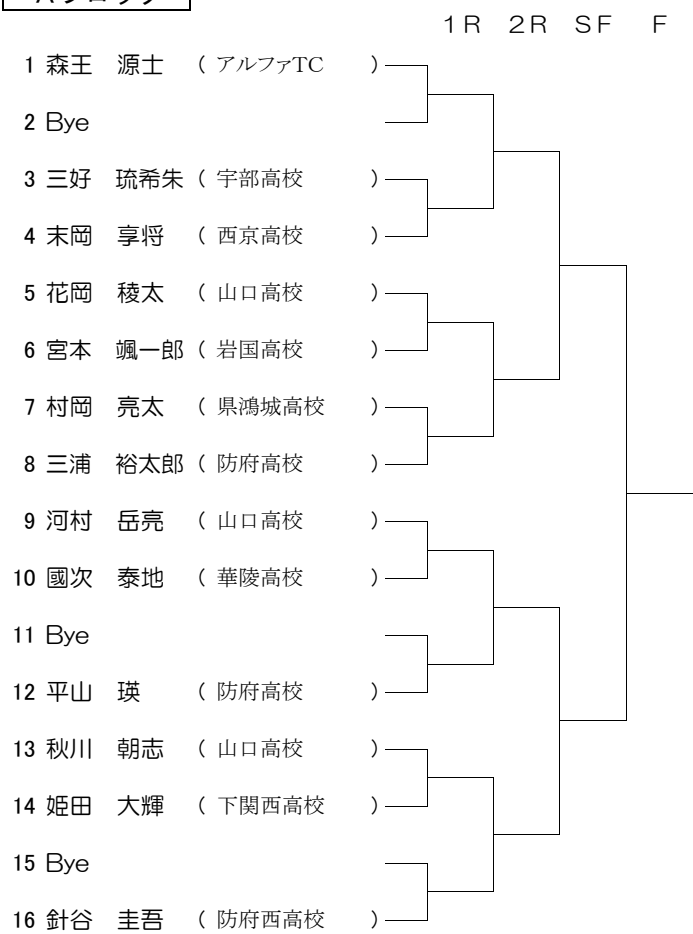 Aブロック
1R 2R SF F
1 森王 源士 ( アルファTC )
2 Bye
3 三好 琉希朱 ( 宇部高校 )
4 末岡 享将 ( 西京高校 )
5 花岡 稜太 ( 山口高校 )
6 宮本 颯一郎 ( 岩国高校 )
7 村岡 亮太 ( 県鴻城高校 )
8 三浦 裕太郎 ( 防府高校 )
9 河村 岳亮 ( 山口高校 )
10 國次 泰地 ( 華陵高校 )
11 Bye
12 平山 瑛 ( 防府高校 )
13 秋川 朝志 ( 山口高校 )
14 姫田 大輝 ( 下関西高校 )
15 Bye
16 針谷 圭吾 ( 防府西高校 )